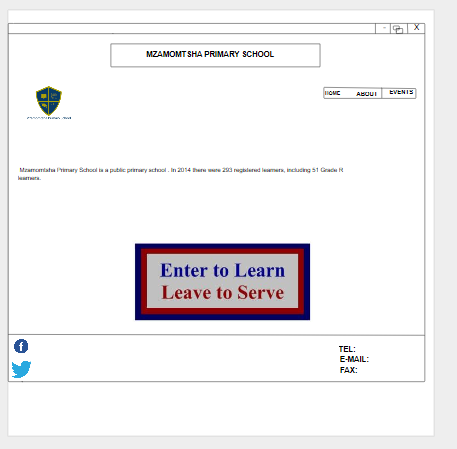 X
MZAMOMTSHA PRIMARY SCHOOL
HOME ABOUT EVENTS
Mzamomtsha Primary School is a public primary school . In 2014 there were 293 registered learners, including 51 Grade R
learners.
Enter to Learn
Leave to Serve
f
TEL:
E-MAIL:
FAX: